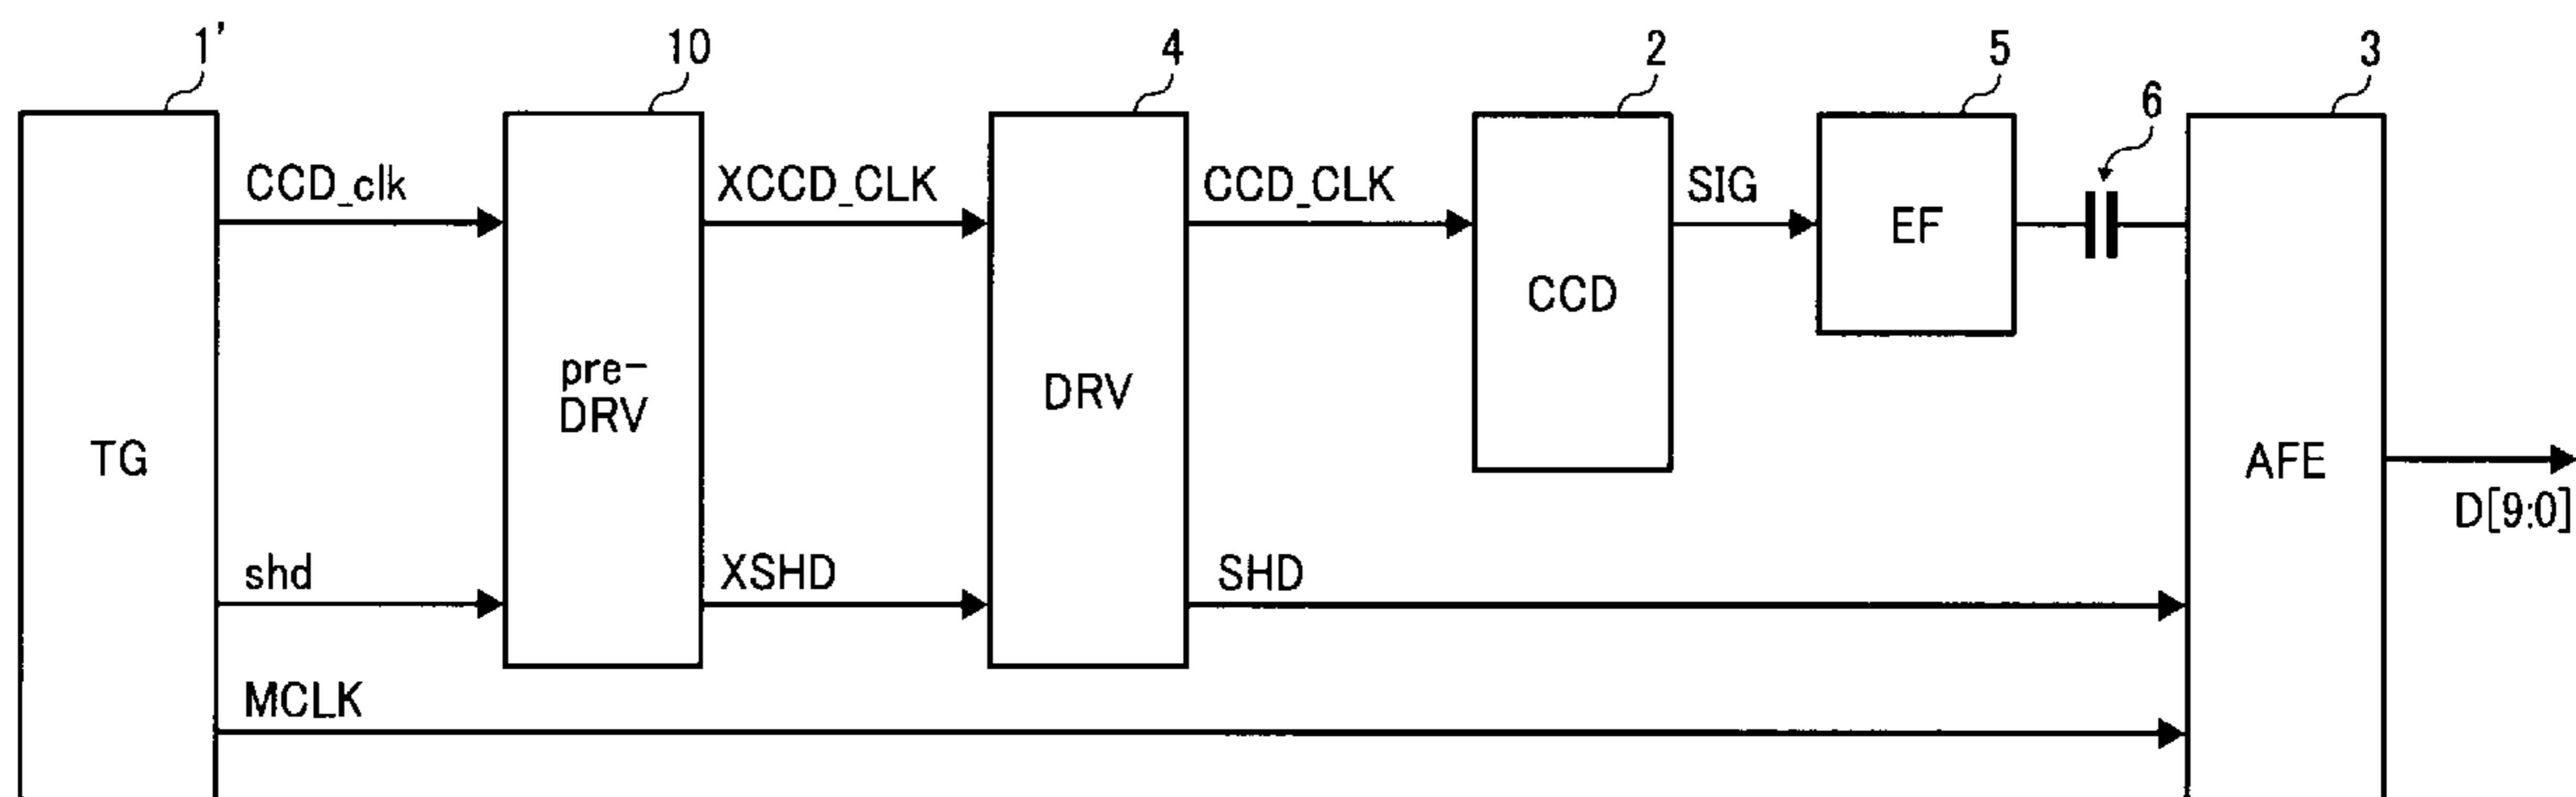 1' 10 4 2 5 3
6
CCD_clk XCCD_CLK CCD_CLK SIG
EF
CCD
pre-
DRV
DRV
TG
AFE
D[9:0]
shd XSHD SHD
MCLK